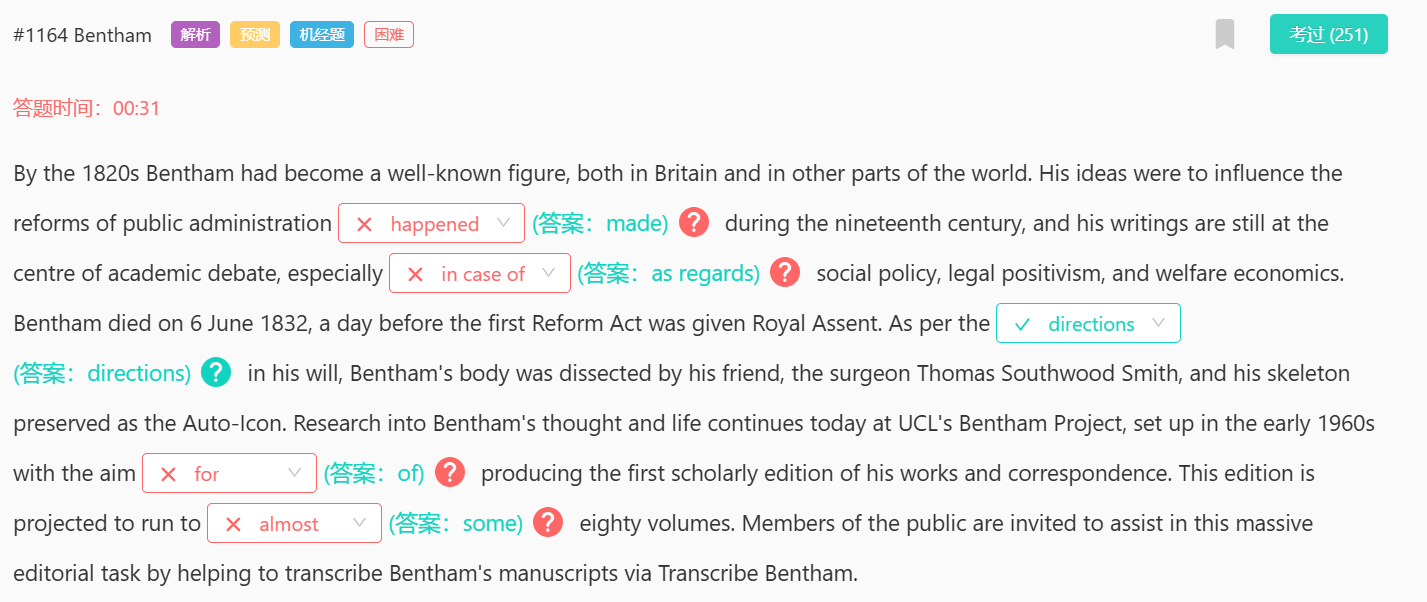 #1164 Bentham 解析 预测 机经题 困难 考过 (251)
答题时间：00:31
By the 1820s Bentham had become a well-known figure, both in Britain and in other parts of the world. His ideas were to influence the
reforms of public administration × happened (答案：made) ? during the nineteenth century, and his writings are still at the
centre of academic debate, especially × in case of (答案：as regards) ? social policy, legal positivism, and welfare economics.
Bentham died on 6 June 1832, a day before the first Reform Act was given Royal Assent. As per the ✓ directions
(答案：directions) ? in his will, Bentham's body was dissected by his friend, the surgeon Thomas Southwood Smith, and his skeleton
preserved as the Auto-Icon. Research into Bentham's thought and life continues today at UCL's Bentham Project, set up in the early 1960s
with the aim × for (答案：of) ? producing the first scholarly edition of his works and correspondence. This edition is
projected to run to × almost (答案：some) ? eighty volumes. Members of the public are invited to assist in this massive
editorial task by helping to transcribe Bentham's manuscripts via Transcribe Bentham.